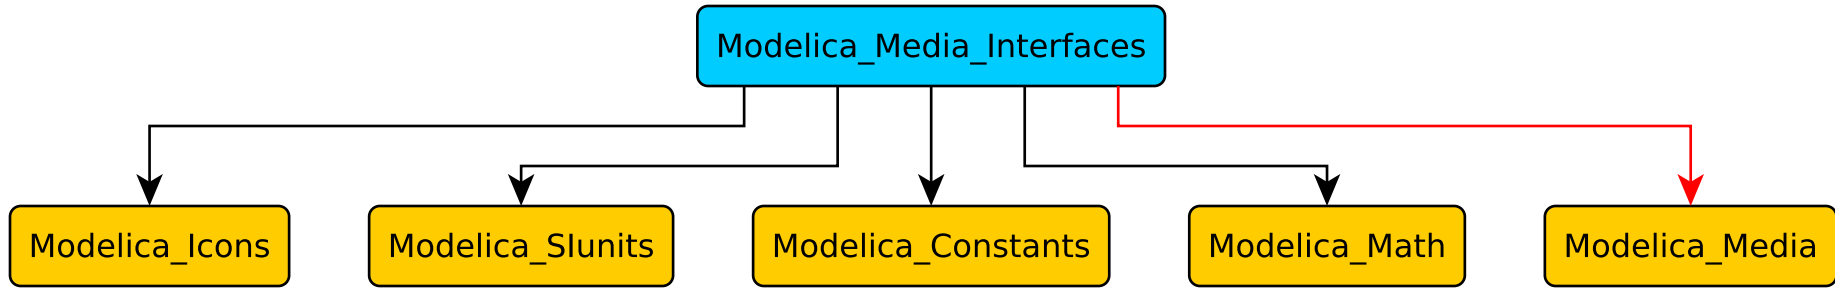 Modelica_Media_Interfaces
Modelica_Icons
Modelica_SIunits
Modelica_Constants
Modelica_Math
Modelica_Media